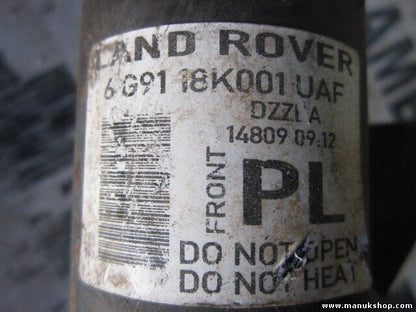 LAND ROVER
6G91 18K001 UAF
DZZLA
14809 09:12
FRONT
PL
DO NOT OPEN
DO NOT HEAT
www.manukshop.com